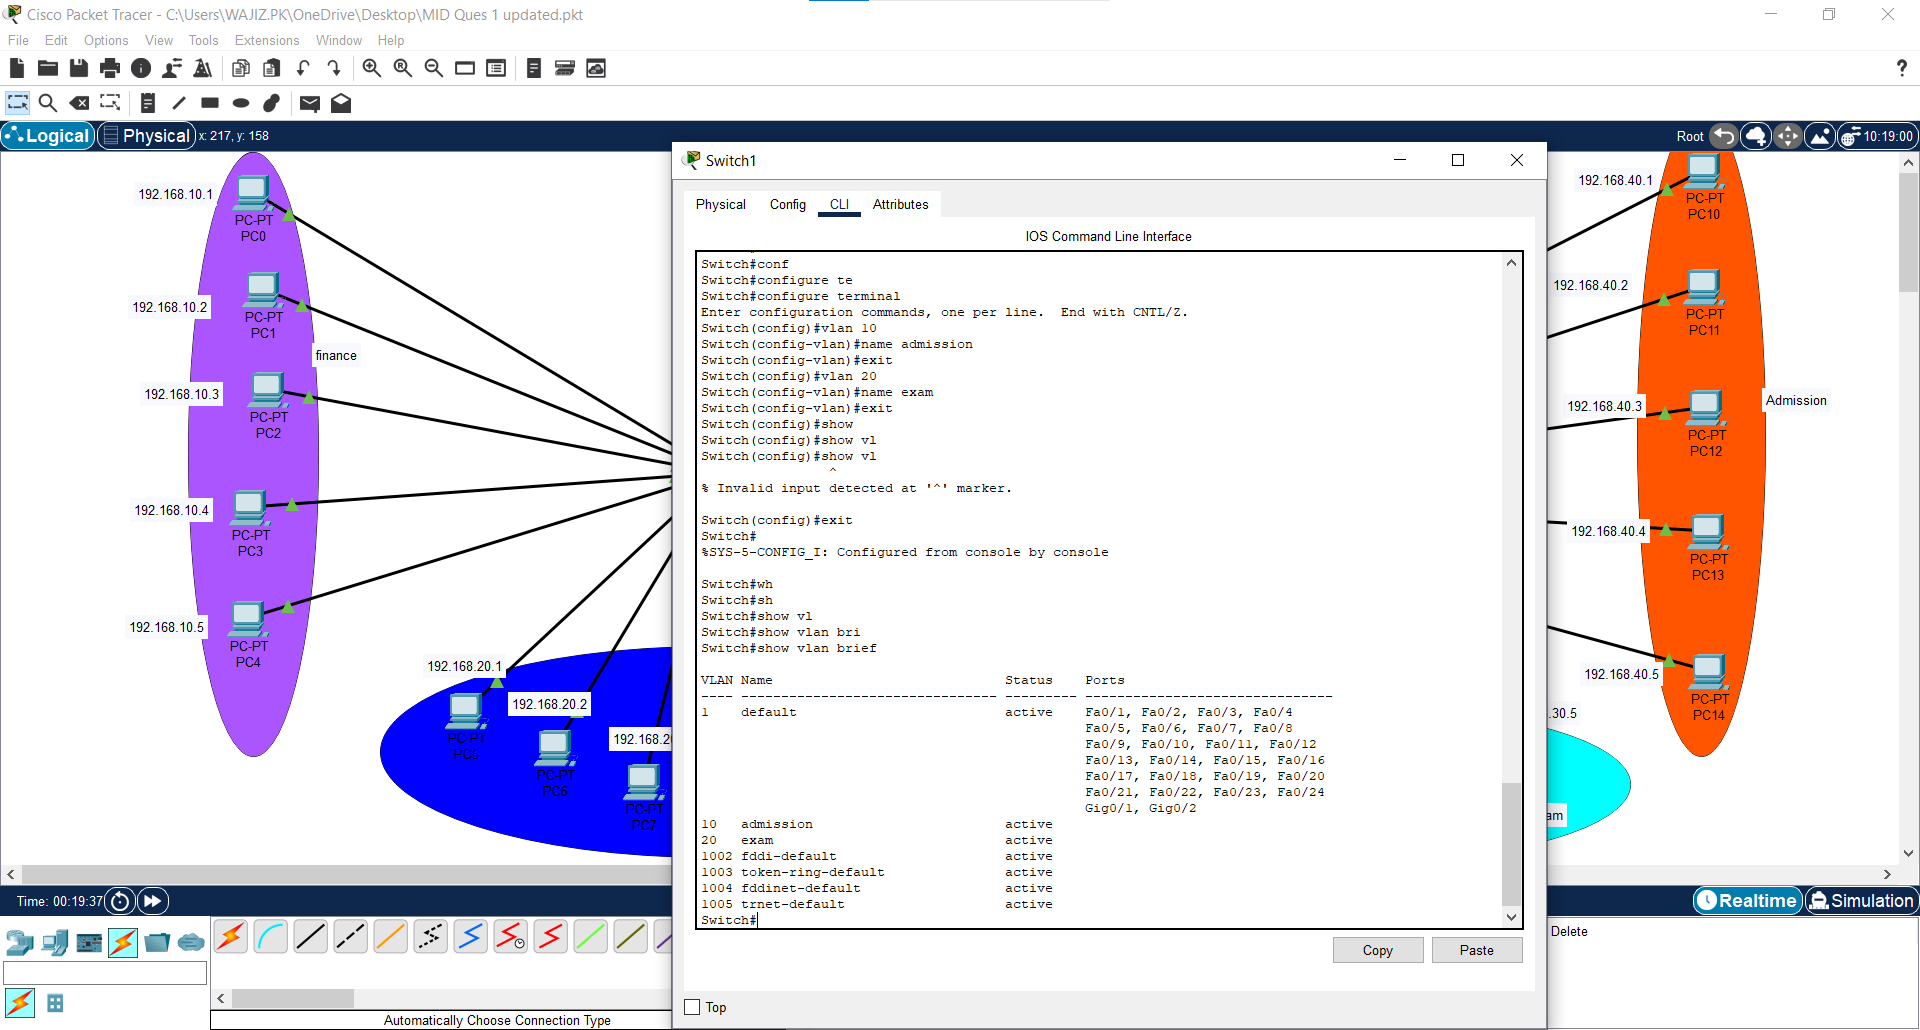 Cisco Packet Tracer - C:\Users\WAJIZ.PK\OneDrive\Desktop\MID Ques 1 updated.pkt
File Edit Options View Tools Extensions Window Help
Logical Physical x: 217, y: 158
Root 10:19:00
192.168.10.1
PC-PT
PC0
192.168.10.2
PC-PT
PC1
finance
192.168.10.3
PC-PT
PC2
192.168.10.4
PC-PT
PC3
192.168.10.5
PC-PT
PC4
192.168.20.1
PC-PT
PC5
192.168.20.2
PC-PT
PC6
192.168.20
PC-PT
PC7
Switch1
Physical Config CLI Attributes
IOS Command Line Interface
Switch#conf
Switch#configure te
Switch#configure terminal
Enter configuration commands, one per line.  End with CNTL/Z.
Switch(config)#vlan 10
Switch(config-vlan)#name admission
Switch(config-vlan)#exit
Switch(config)#vlan 20
Switch(config-vlan)#name exam
Switch(config-vlan)#exit
Switch(config)#show
Switch(config)#show vl
Switch(config)#show vl
^
% Invalid input detected at '^' marker.
Switch(config)#exit
Switch#
%SYS-5-CONFIG_I: Configured from console by console
Switch#wh
Switch#sh
Switch#show vl
Switch#show vlan bri
Switch#show vlan brief
VLAN Name Status Ports
---- -------------------------------- --------- -------------------------------
1 default active Fa0/1, Fa0/2, Fa0/3, Fa0/4
Fa0/5, Fa0/6, Fa0/7, Fa0/8
Fa0/9, Fa0/10, Fa0/11, Fa0/12
Fa0/13, Fa0/14, Fa0/15, Fa0/16
Fa0/17, Fa0/18, Fa0/19, Fa0/20
Fa0/21, Fa0/22, Fa0/23, Fa0/24
Gig0/1, Gig0/2
10 admission active
20 exam active
1002 fddi-default active
1003 token-ring-default active
1004 fddinet-default active
1005 trnet-default active
Switch#
Copy Paste
Top
192.168.40.1
PC-PT
PC10
192.168.40.2
PC-PT
PC11
192.168.40.3
PC-PT
PC12
Admission
192.168.40.4
PC-PT
PC13
192.168.40.5
PC-PT
PC14
.30.5
am
Time: 00:19:37
Realtime Simulation
Automatically Choose Connection Type
Delete